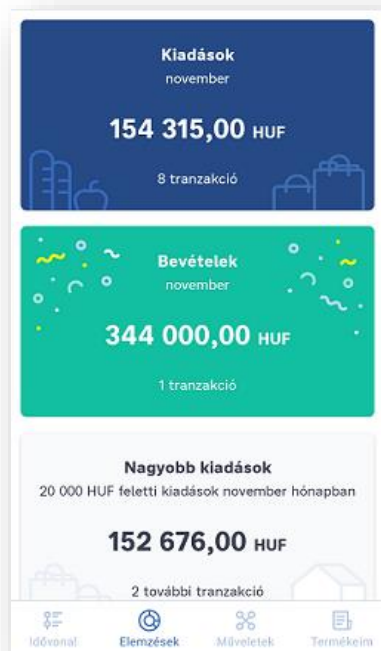 Kiadások
november
154 315,00 HUF
8 tranzakció
Bevételek
november
344 000,00 HUF
1 tranzakció
Nagyobb kiadások
20 000 HUF feletti kiadások november hónapban
152 676,00 HUF
2 további tranzakció
Idővonal Elemzések Műveletek Termékeim